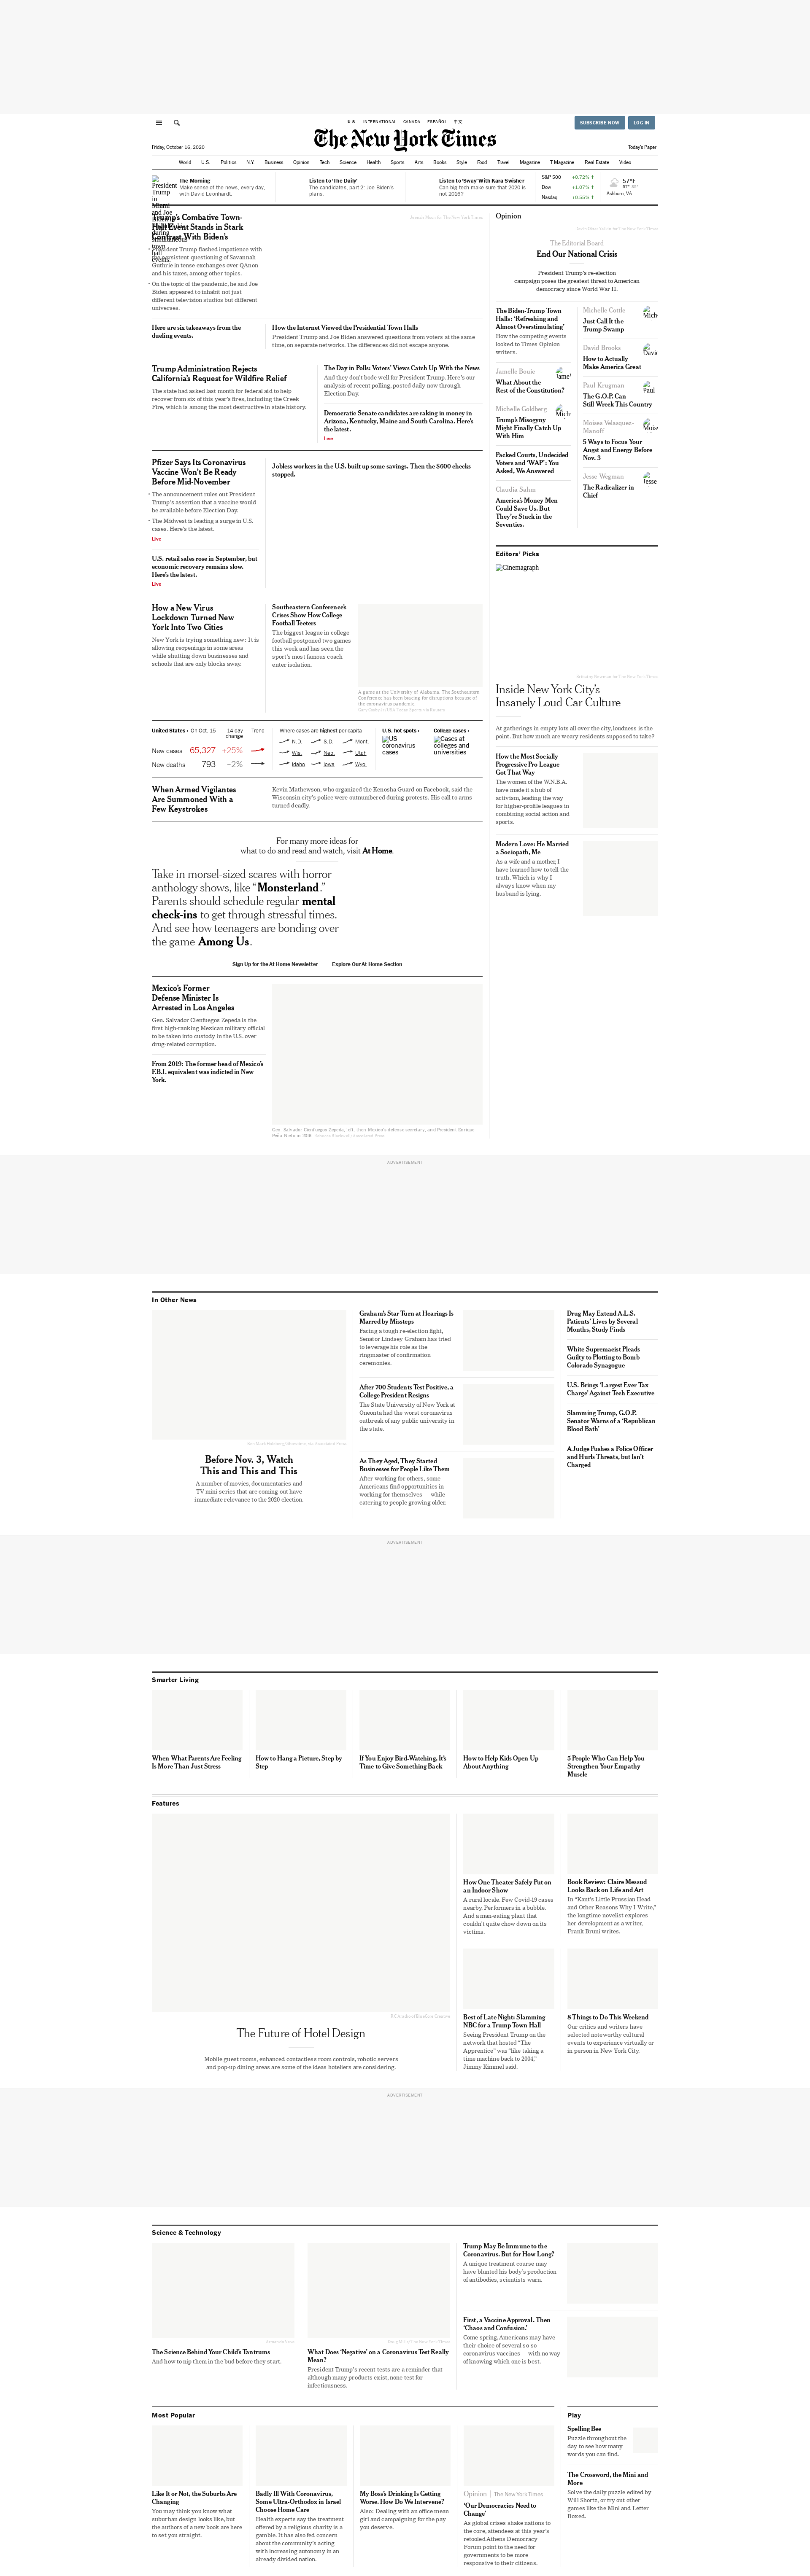 U.S. INTERNATIONAL CANADA ESPAÑOL 中文
SUBSCRIBE NOW LOG IN
The New York Times
Friday, October 16, 2020
Today's Paper
World U.S. Politics N.Y. Business Opinion Tech Science Health Sports Arts Books Style Food Travel Magazine T Magazine Real Estate Video
The Morning
Make sense of the news, every day,
with David Leonhardt.
Listen to 'The Daily'
The candidates, part 2: Joe Biden's
plans.
Listen to 'Sway' With Kara Swisher
Can big tech make sure that 2020 is
not 2016?
S&P 500 +0.72% ↑
Dow +1.07% ↑
Nasdaq +0.55% ↑
57°F
Ashburn, VA
Trump's Combative Town-
Hall Event Stands in Stark
Contrast With Biden's
President Trump flashed impatience with
the persistent questioning of Savannah
Guthrie in tense exchanges over QAnon
and his taxes, among other topics.
On the topic of the pandemic, he and Joe
Biden appeared to inhabit not just
different television studios but different
universes.
Here are six takeaways from the
dueling events.
How the Internet Viewed the Presidential Town Halls
President Trump and Joe Biden answered questions from voters at the same
time, on separate networks. The differences did not escape anyone.
Trump Administration Rejects
California's Request for Wildfire Relief
The state had asked last month for federal aid to help
recover from six of this year's fires, including the Creek
Fire, which is among the most destructive in state history.
The Day in Polls: Voters' Views Catch Up With the News
And they don't bode well for President Trump. Here's our
analysis of recent polling, posted daily now through
Election Day.
Democratic Senate candidates are raking in money in
Arizona, Kentucky, Maine and South Carolina. Here's
the latest.
Live
Pfizer Says Its Coronavirus
Vaccine Won't Be Ready
Before Mid-November
The announcement rules out President
Trump's assertion that a vaccine would
be available before Election Day.
The Midwest is leading a surge in U.S.
cases. Here's the latest.
Live
U.S. retail sales rose in September, but
economic recovery remains slow.
Here's the latest.
Live
Jobless workers in the U.S. built up some savings. Then the $600 checks
stopped.
How a New Virus
Lockdown Turned New
York Into Two Cities
New York is trying something new: It is
allowing reopenings in some areas
while shutting down businesses and
schools that are only blocks away.
Southeastern Conference's
Crises Show How College
Football Teeters
The biggest league in college
football postponed two games
this week and has seen the
sport's most famous coach
enter isolation.
A game at the University of Alabama. The Southeastern
Conference has been leaving for disruptions because of
the coronavirus pandemic.
United States › On Oct. 15 14-day
change Trend
New cases 65,327 +25%
New deaths 793 –2%
Where cases are highest per capita
N.D. S.D. Mont.
Wis. Neb. Utah
Idaho Iowa Wyo.
U.S. hot spots ›
US
coronavirus
cases
College cases ›
Cases at
colleges and
universities
When Armed Vigilantes
Are Summoned With a
Few Keystrokes
Kevin Mathewson, who organized the Kenosha Guard on Facebook, said the
Wisconsin city's police were outnumbered during protests. His call to arms
turned deadly.
For many more ideas for
what to do and read and watch, visit At Home.
Take in morsel-sized scares with horror
anthology shows, like "Monsterland."
Parents should schedule regular mental
check-ins to get through stressful times.
And see how teenagers are bonding over
the game Among Us.
Sign Up for the At Home Newsletter Explore Our At Home Section
Mexico's Former
Defense Minister Is
Arrested in Los Angeles
Gen. Salvador Cienfuegos Zepeda is the
first high-ranking Mexican military official
to be taken into custody in the U.S. over
drug-related corruption.
From 2019: The former head of Mexico's
F.B.I. equivalent was indicted in New
York.
Gen. Salvador Cienfuegos Zepeda, left, then Mexico's defense secretary, and President Enrique
Peña Nieto in 2016.
Opinion
The Editorial Board
End Our National Crisis
President Trump's re-election
campaign poses the greatest threat to American
democracy since World War II.
The Biden-Trump Town
Halls: 'Refreshing and
Almost Overstimulating'
How the competing events
looked to Times Opinion
writers.
Jamelle Bouie
What About the
Rest of the Constitution?
Michelle Goldberg
Trump's Misogyny
Might Finally Catch Up
With Him
Packed Courts, Undecided
Voters and 'WAP': You
Asked, We Answered
Claudia Sahm
America's Money Men
Could Save Us. But
They're Stuck in the
Seventies.
Michelle Cottle
Just Call It the
Trump Swamp
David Brooks
How to Actually
Make America Great
Paul Krugman
The G.O.P. Can
Still Wreck This Country
Moises Velasquez-
Manoff
5 Ways to Focus Your
Angst and Energy Before
Nov. 3
Jesse Wegman
The Radicalizer in
Chief
Editors' Picks
Cinemagraph
Inside New York City's
Insanely Loud Car Culture
At gatherings in empty lots all over the city, loudness is the
point. But how much are weary residents supposed to take?
How the Most Socially
Progressive Pro League
Got That Way
The women of the W.N.B.A.
have made it a hub of
activism, leading the way
for higher-profile leagues in
combining social action and
sports.
Modern Love: He Married
a Sociopath. Me
As a wife and a mother, I
have learned how to tell the
truth. Which is why I
always know when my
husband is lying.
ADVERTISEMENT
In Other News
Before Nov. 3, Watch
This and This and This
A number of movies, documentaries and
TV mini-series that are coming out have
immediate relevance to the 2020 election.
Graham's Star Turn at Hearings Is
Marred by Missteps
Facing a tough re-election fight,
Senator Lindsey Graham has tried
to leverage his role as the
ringmaster of confirmation
ceremonies.
After 700 Students Test Positive, a
College President Resigns
The State University of New York at
Oneonta had the worst coronavirus
outbreak of any public university in
the state.
As They Aged, They Started
Businesses for People Like Them
After working for others, some
Americans find opportunities in
working for themselves — while
catering to people growing older.
Drug May Extend A.L.S.
Patients' Lives by Several
Months, Study Finds
White Supremacist Pleads
Guilty to Plotting to Bomb
Colorado Synagogue
U.S. Brings 'Largest Ever Tax
Charge' Against Tech Executive
Slamming Trump, G.O.P.
Senator Warns of a 'Republican
Blood Bath'
A Judge Pushes a Police Officer
and Hurls Threats, but Isn't
Charged
ADVERTISEMENT
Smarter Living
When What Parents Are Feeling
Is More Than Just Stress
How to Hang a Picture, Step by
Step
If You Enjoy Bird-Watching, It's
Time to Give Something Back
How to Help Kids Open Up
About Anything
5 People Who Can Help You
Strengthen Your Empathy
Muscle
Features
The Future of Hotel Design
Mobile guest rooms, enhanced contactless room controls, robotic servers
and pop-up dining areas are some of the ideas hoteliers are considering.
How One Theater Safely Put on
an Indoor Show
A rural locale. Few Covid-19 cases
nearby. Performers in a bubble.
And a man-eating plant that
couldn't quite chow down on its
victims.
Book Review: Claire Messud
Looks Back on Life and Art
In "Kant's Little Prussian Head
and Other Reasons Why I Write,"
the longtime novelist explores
her development as a writer,
Frank Bruni writes.
Best of Late Night: Slamming
NBC for a Trump Town Hall
Seeing President Trump on the
network that hosted "The
Apprentice" was "like taking a
time machine back to 2004,"
Jimmy Kimmel said.
8 Things to Do This Weekend
Our critics and writers have
selected noteworthy cultural
events to experience virtually or
in person in New York City.
ADVERTISEMENT
Science & Technology
The Science Behind Your Child's Tantrums
And how to nip them in the bud before they start.
What Does 'Negative' on a Coronavirus Test Really
Mean?
President Trump's recent tests are a reminder that
although many products exist, none test for
infectiousness.
Trump May Be Immune to the
Coronavirus. But for How Long?
A unique treatment course may
have blunted his body's production
of antibodies, scientists warn.
First, a Vaccine Approval. Then
'Chaos and Confusion.'
Come spring, Americans may have
their choice of several so-so
coronavirus vaccines — with no way
of knowing which one is best.
Most Popular
Like It or Not, the Suburbs Are
Changing
You may think you know what
suburban design looks like, but
the authors of a new book are here
to set you straight.
Badly Ill With Coronavirus,
Some Ultra-Orthodox in Israel
Choose Home Care
Health experts say the treatment
offered by a religious charity is a
gamble. It has also fed concern
about the community's acting
with increasing autonomy in an
already divided nation.
My Boss's Drinking Is Getting
Worse. How Do We Intervene?
Also: Dealing with an office mean
girl and campaigning for the pay
you deserve.
Opinion The New York Times
'Our Democracies Need to
Change'
As global crises shake nations to
the core, attendees at this year's
retooled Athens Democracy
Forum point to the need for
governments to be more
responsive to their citizens.
Play
Spelling Bee
Puzzle throughout the
day to see how many
words you can find.
The Crossword, the Mini and
More
Solve the daily puzzle edited by
Will Shortz, or try out other
games like the Mini and Letter
Boxed.